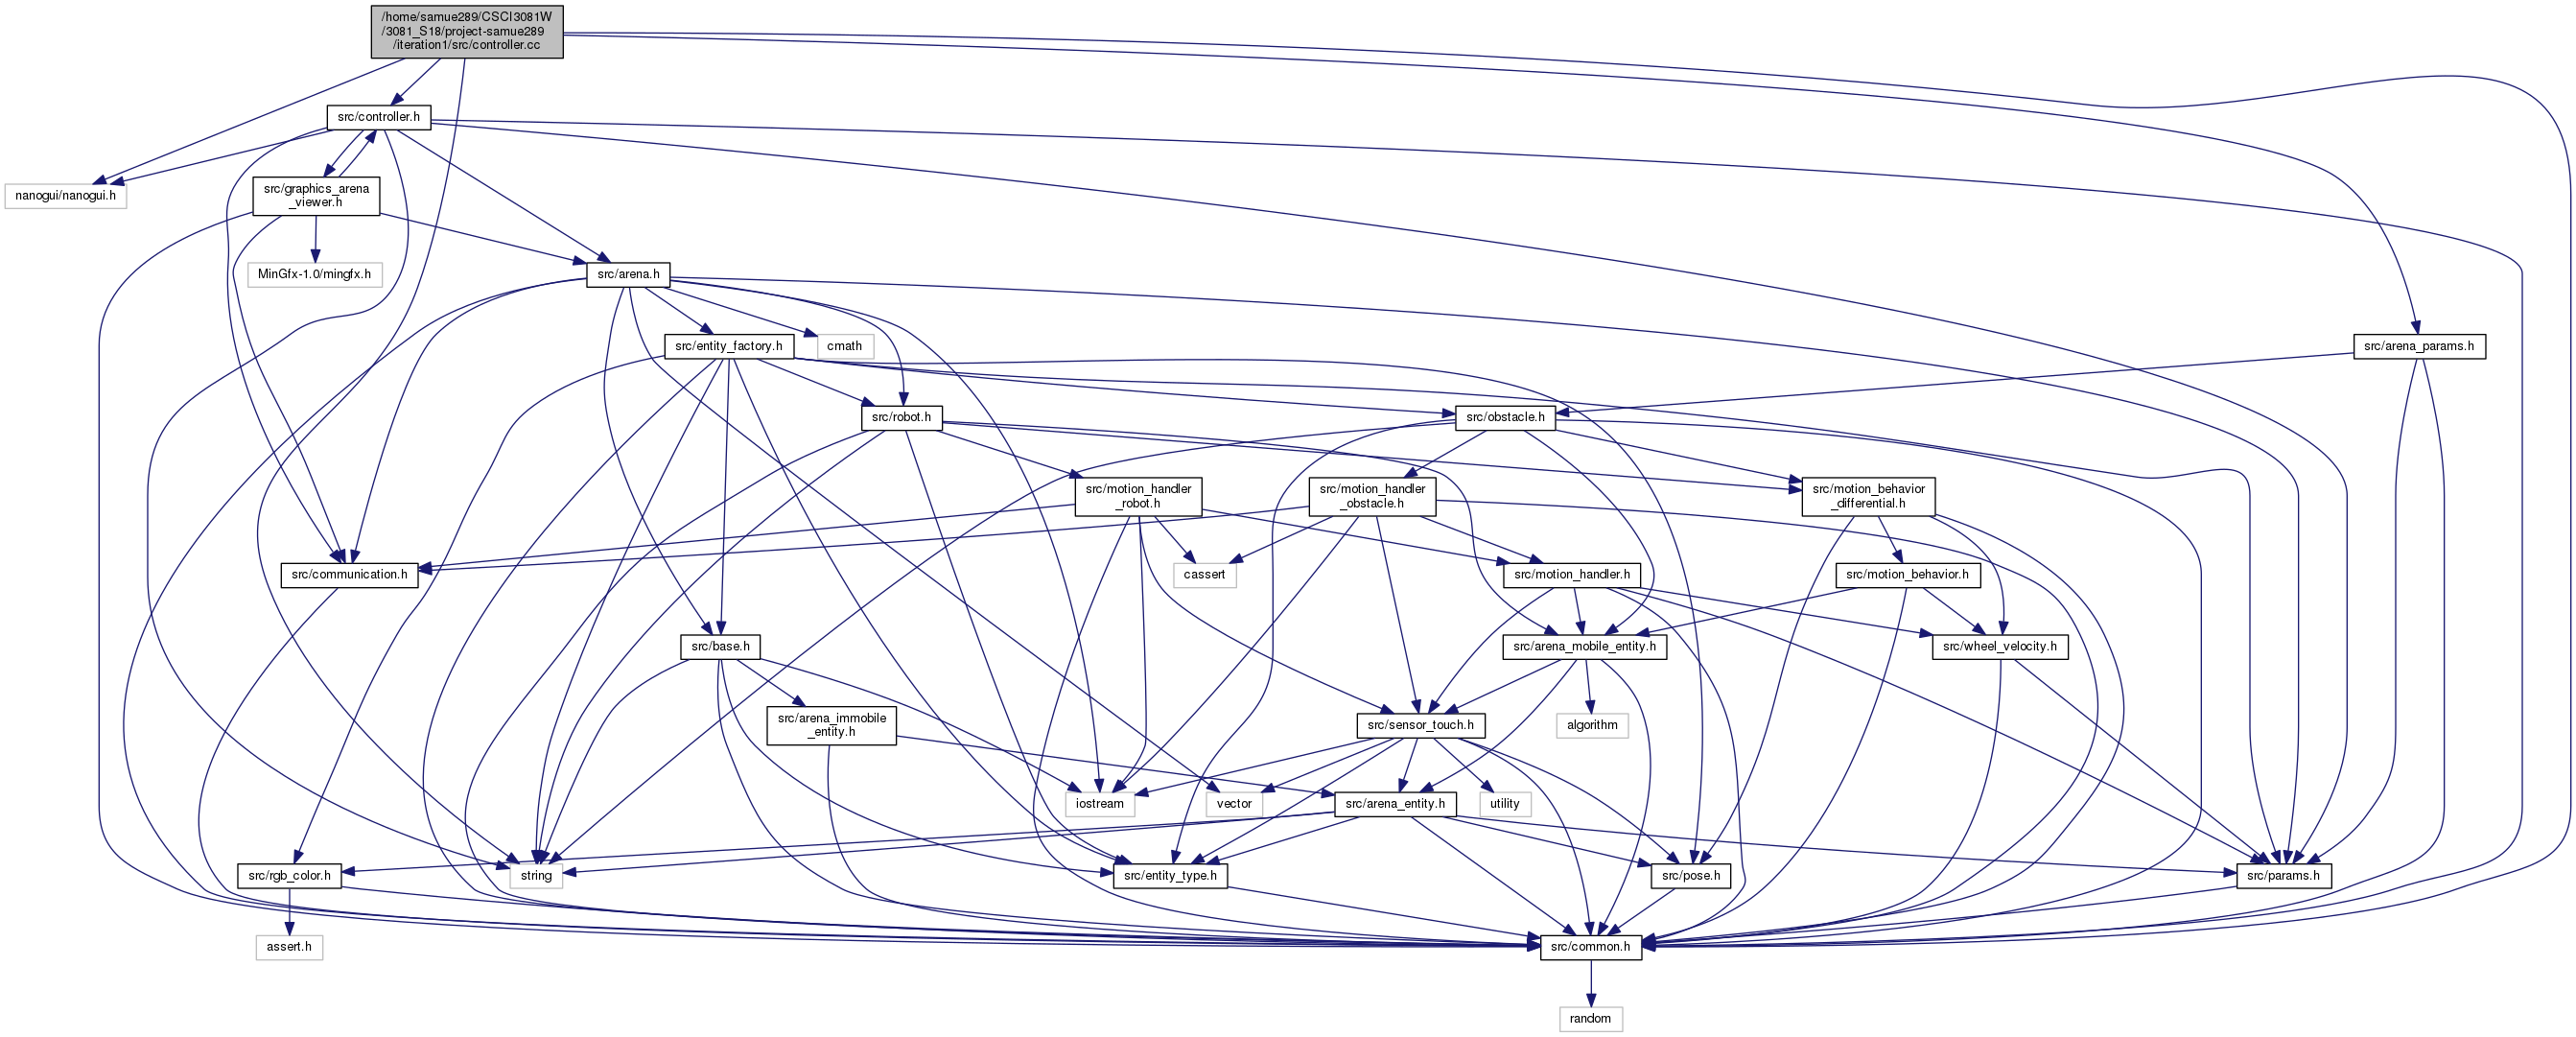 /home/samue289/CSCI3081W
/3081_S18/project-samue289
/iteration1/src/controller.cc
src/controller.h
nanogui/nanogui.h
src/graphics_arena
_viewer.h
MinGfx-1.0/mingfx.h
src/arena.h
src/entity_factory.h
cmath
src/arena_params.h
src/robot.h
src/obstacle.h
src/motion_handler
_robot.h
src/motion_handler
_obstacle.h
src/motion_behavior
_differential.h
src/communication.h
cassert
src/motion_handler.h
src/motion_behavior.h
src/base.h
src/arena_mobile_entity.h
src/wheel_velocity.h
src/arena_immobile
_entity.h
src/sensor_touch.h
algorithm
iostream
vector
src/arena_entity.h
utility
src/rgb_color.h
string
src/entity_type.h
src/pose.h
src/params.h
assert.h
src/common.h
random